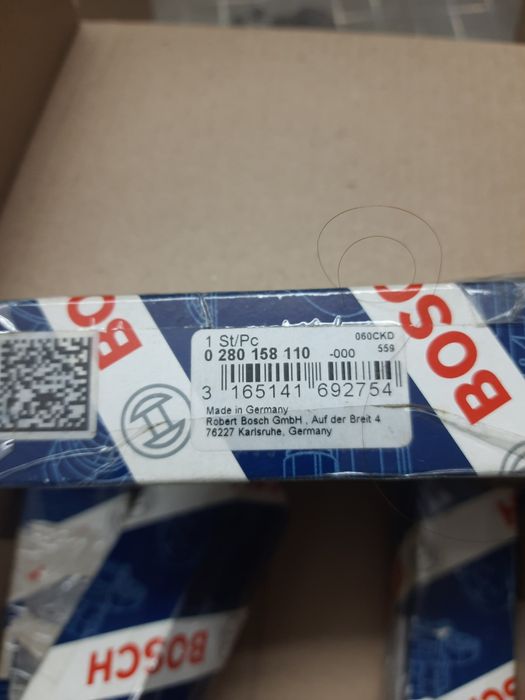 BOSCH
1 St/Pc
060CKD
0 280 158 110
-000
559
3 165141 692754
Made in Germany
Robert Bosch GmbH , Auf der Breit 4
76227 Karlsruhe, Germany
BOSCH